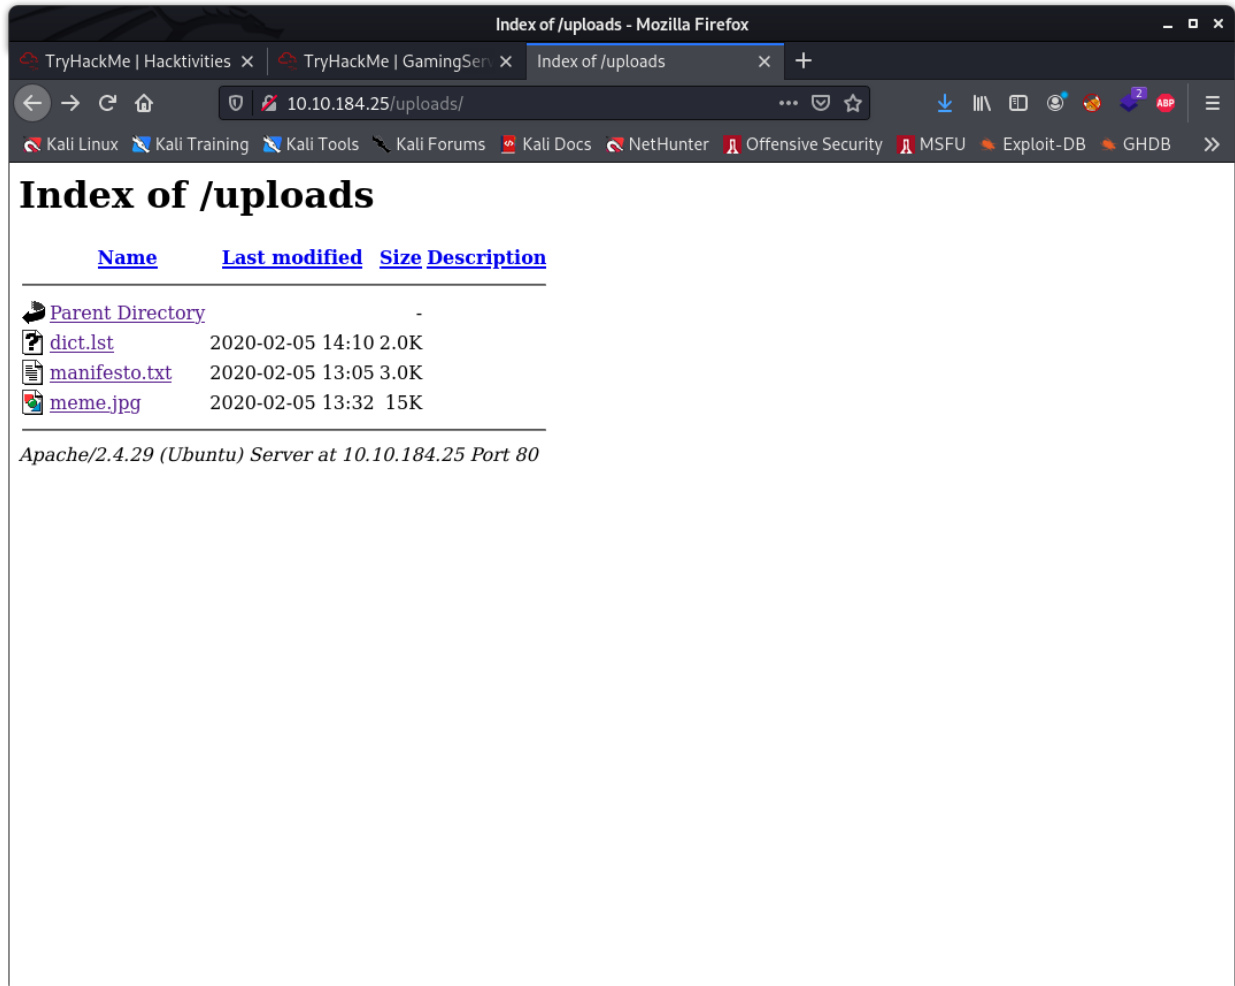 Index of /uploads - Mozilla Firefox
TryHackMe | Hacktivities TryHackMe | GamingSer Index of /uploads
10.10.184.25/uploads/ 2 ABP
Kali Linux Kali Training Kali Tools Kali Forums Kali Docs NetHunter Offensive Security MSFU Exploit-DB GHDB
Index of /uploads
Name Last modified Size Description
Parent Directory -
dict.lst 2020-02-05 14:10 2.0K
manifesto.txt 2020-02-05 13:05 3.0K
meme.jpg 2020-02-05 13:32 15K
Apache/2.4.29 (Ubuntu) Server at 10.10.184.25 Port 80